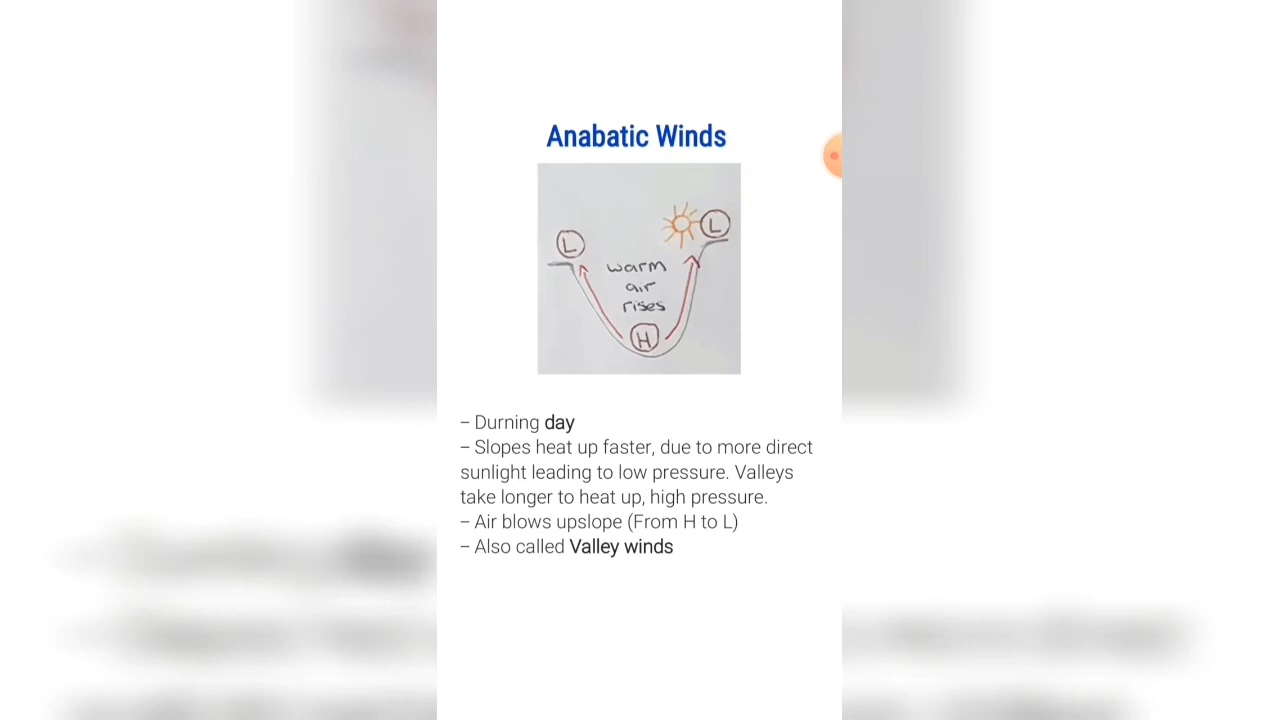 Anabatic Winds
L
L
warm
air
rises
H
– Durning day
– Slopes heat up faster, due to more direct
sunlight leading to low pressure. Valleys
take longer to heat up, high pressure.
– Air blows upslope (From H to L)
– Also called Valley winds